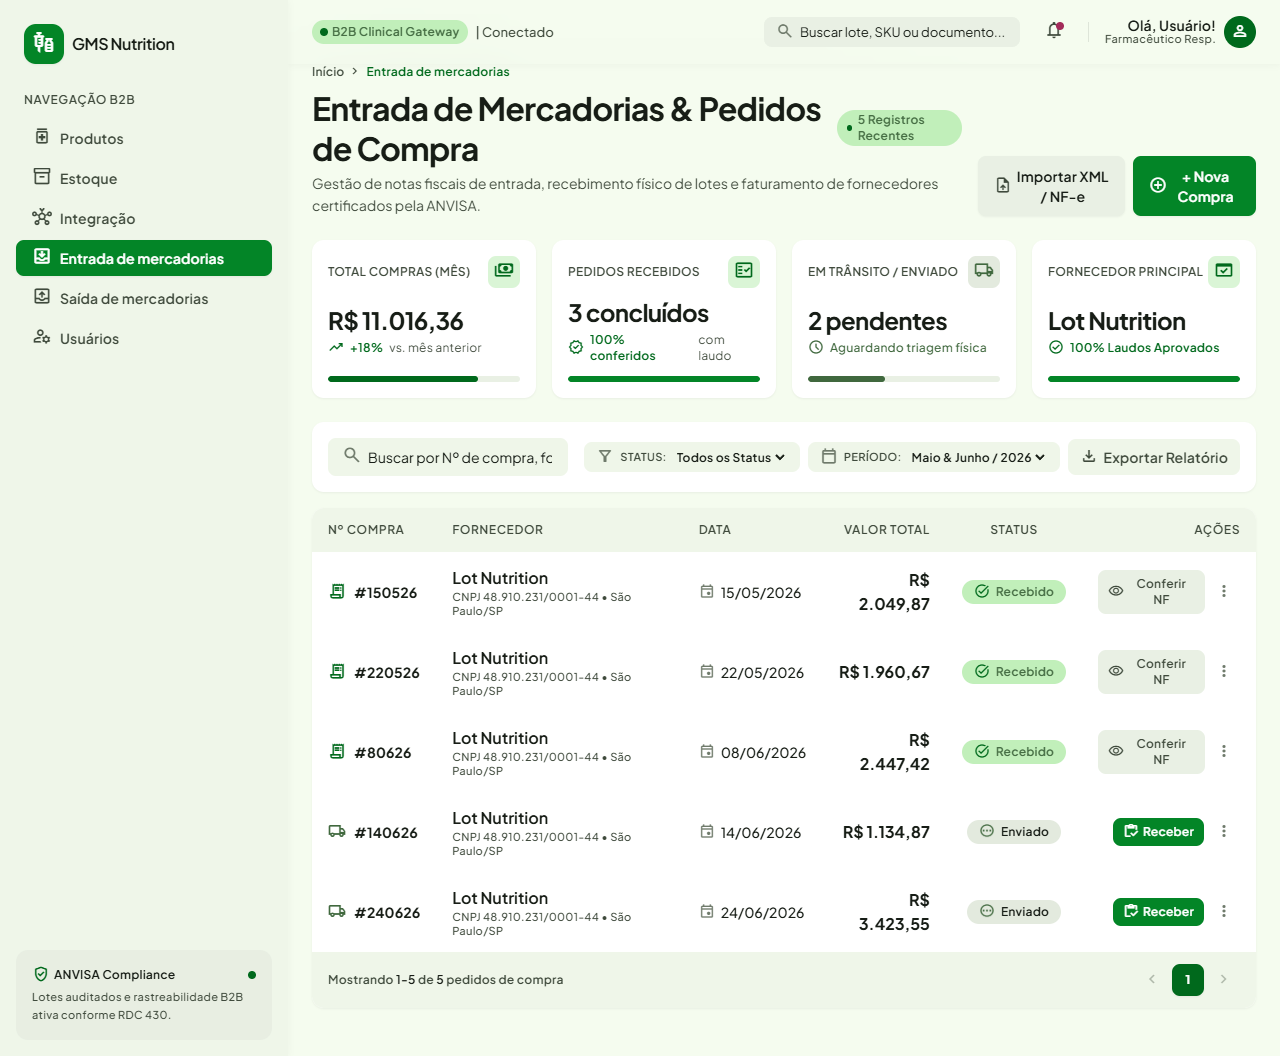 GMS Nutrition
NAVEGAÇÃO B2B
Produtos
Estoque
Integração
Entrada de mercadorias
Saída de mercadorias
Usuários
ANVISA Compliance
Lotes auditados e rastreabilidade B2B
ativa conforme RDC 430.
B2B Clinical Gateway | Conectado
Buscar lote, SKU ou documento...
Olá, Usuário!
Farmacêutico Resp.
Início > Entrada de mercadorias
Entrada de Mercadorias & Pedidos
de Compra
5 Registros
Recentes
Gestão de notas fiscais de entrada, recebimento físico de lotes e faturamento de fornecedores
certificados pela ANVISA.
Importar XML
/ NF-e
+ Nova
Compra
TOTAL COMPRAS (MÊS)
R$ 11.016,36
+18% vs. mês anterior
PEDIDOS RECEBIDOS
3 concluídos
100% com
conferidos laudo
EM TRÂNSITO / ENVIADO
2 pendentes
Aguardando triagem física
FORNECEDOR PRINCIPAL
Lot Nutrition
100% Laudos Aprovados
Buscar por Nº de compra, fo
STATUS: Todos os Status
PERÍODO: Maio & Junho / 2026
Exportar Relatório
Nº COMPRA FORNECEDOR DATA VALOR TOTAL STATUS AÇÕES
#150526
Lot Nutrition
CNPJ 48.910.231/0001-44 • São
Paulo/SP
15/05/2026
R$
2.049,87
Recebido
Conferir
NF
#220526
Lot Nutrition
CNPJ 48.910.231/0001-44 • São
Paulo/SP
22/05/2026
R$ 1.960,67
Recebido
Conferir
NF
#80626
Lot Nutrition
CNPJ 48.910.231/0001-44 • São
Paulo/SP
08/06/2026
R$
2.447,42
Recebido
Conferir
NF
#140626
Lot Nutrition
CNPJ 48.910.231/0001-44 • São
Paulo/SP
14/06/2026
R$ 1.134,87
Enviado
Receber
#240626
Lot Nutrition
CNPJ 48.910.231/0001-44 • São
Paulo/SP
24/06/2026
R$
3.423,55
Enviado
Receber
Mostrando 1-5 de 5 pedidos de compra
1